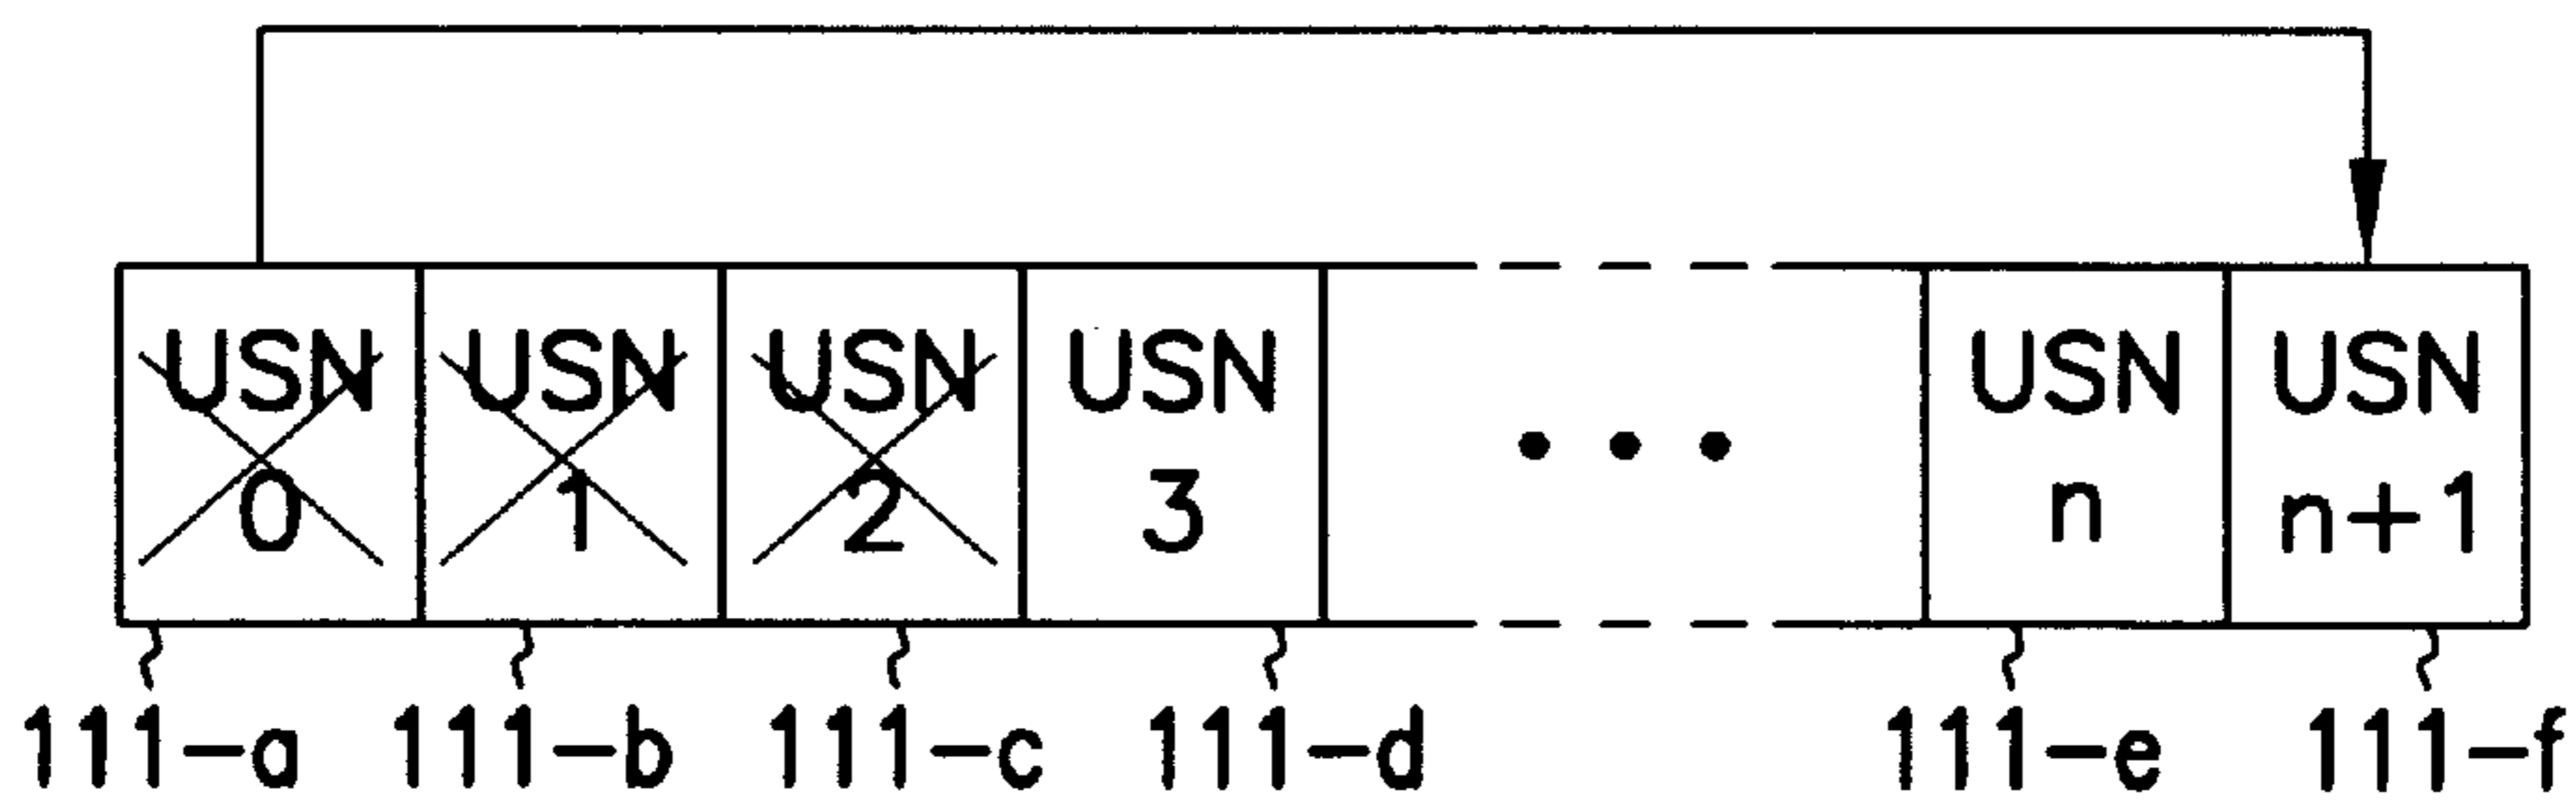 USN USN USN USN USN USN
0 1 2 3 • • • n n+1
111-a 111-b 111-c 111-d 111-e 111-f